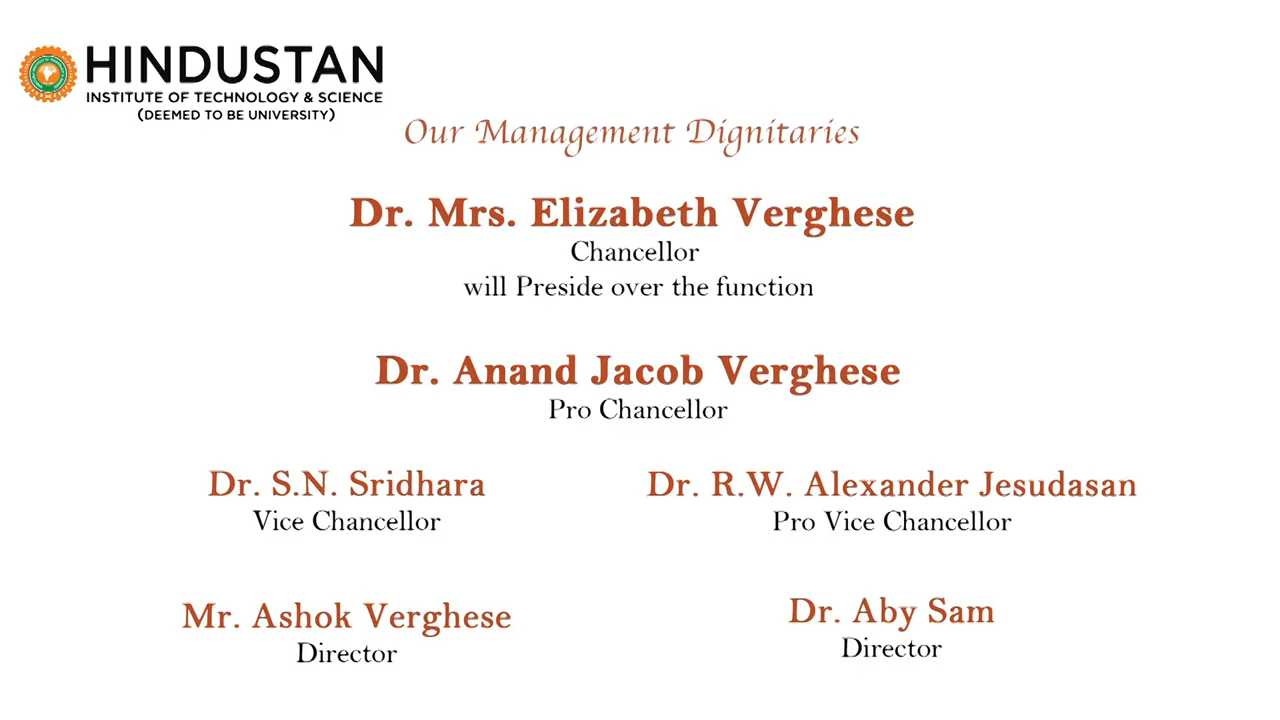 HINDUSTAN
INSTITUTE OF TECHNOLOGY & SCIENCE
(DEEMED TO BE UNIVERSITY)
Our Management Dignitaries
Dr. Mrs. Elizabeth Verghese
Chancellor
will Preside over the function
Dr. Anand Jacob Verghese
Pro Chancellor
Dr. S.N. Sridhara
Vice Chancellor
Dr. R.W. Alexander Jesudasan
Pro Vice Chancellor
Mr. Ashok Verghese
Director
Dr. Aby Sam
Director